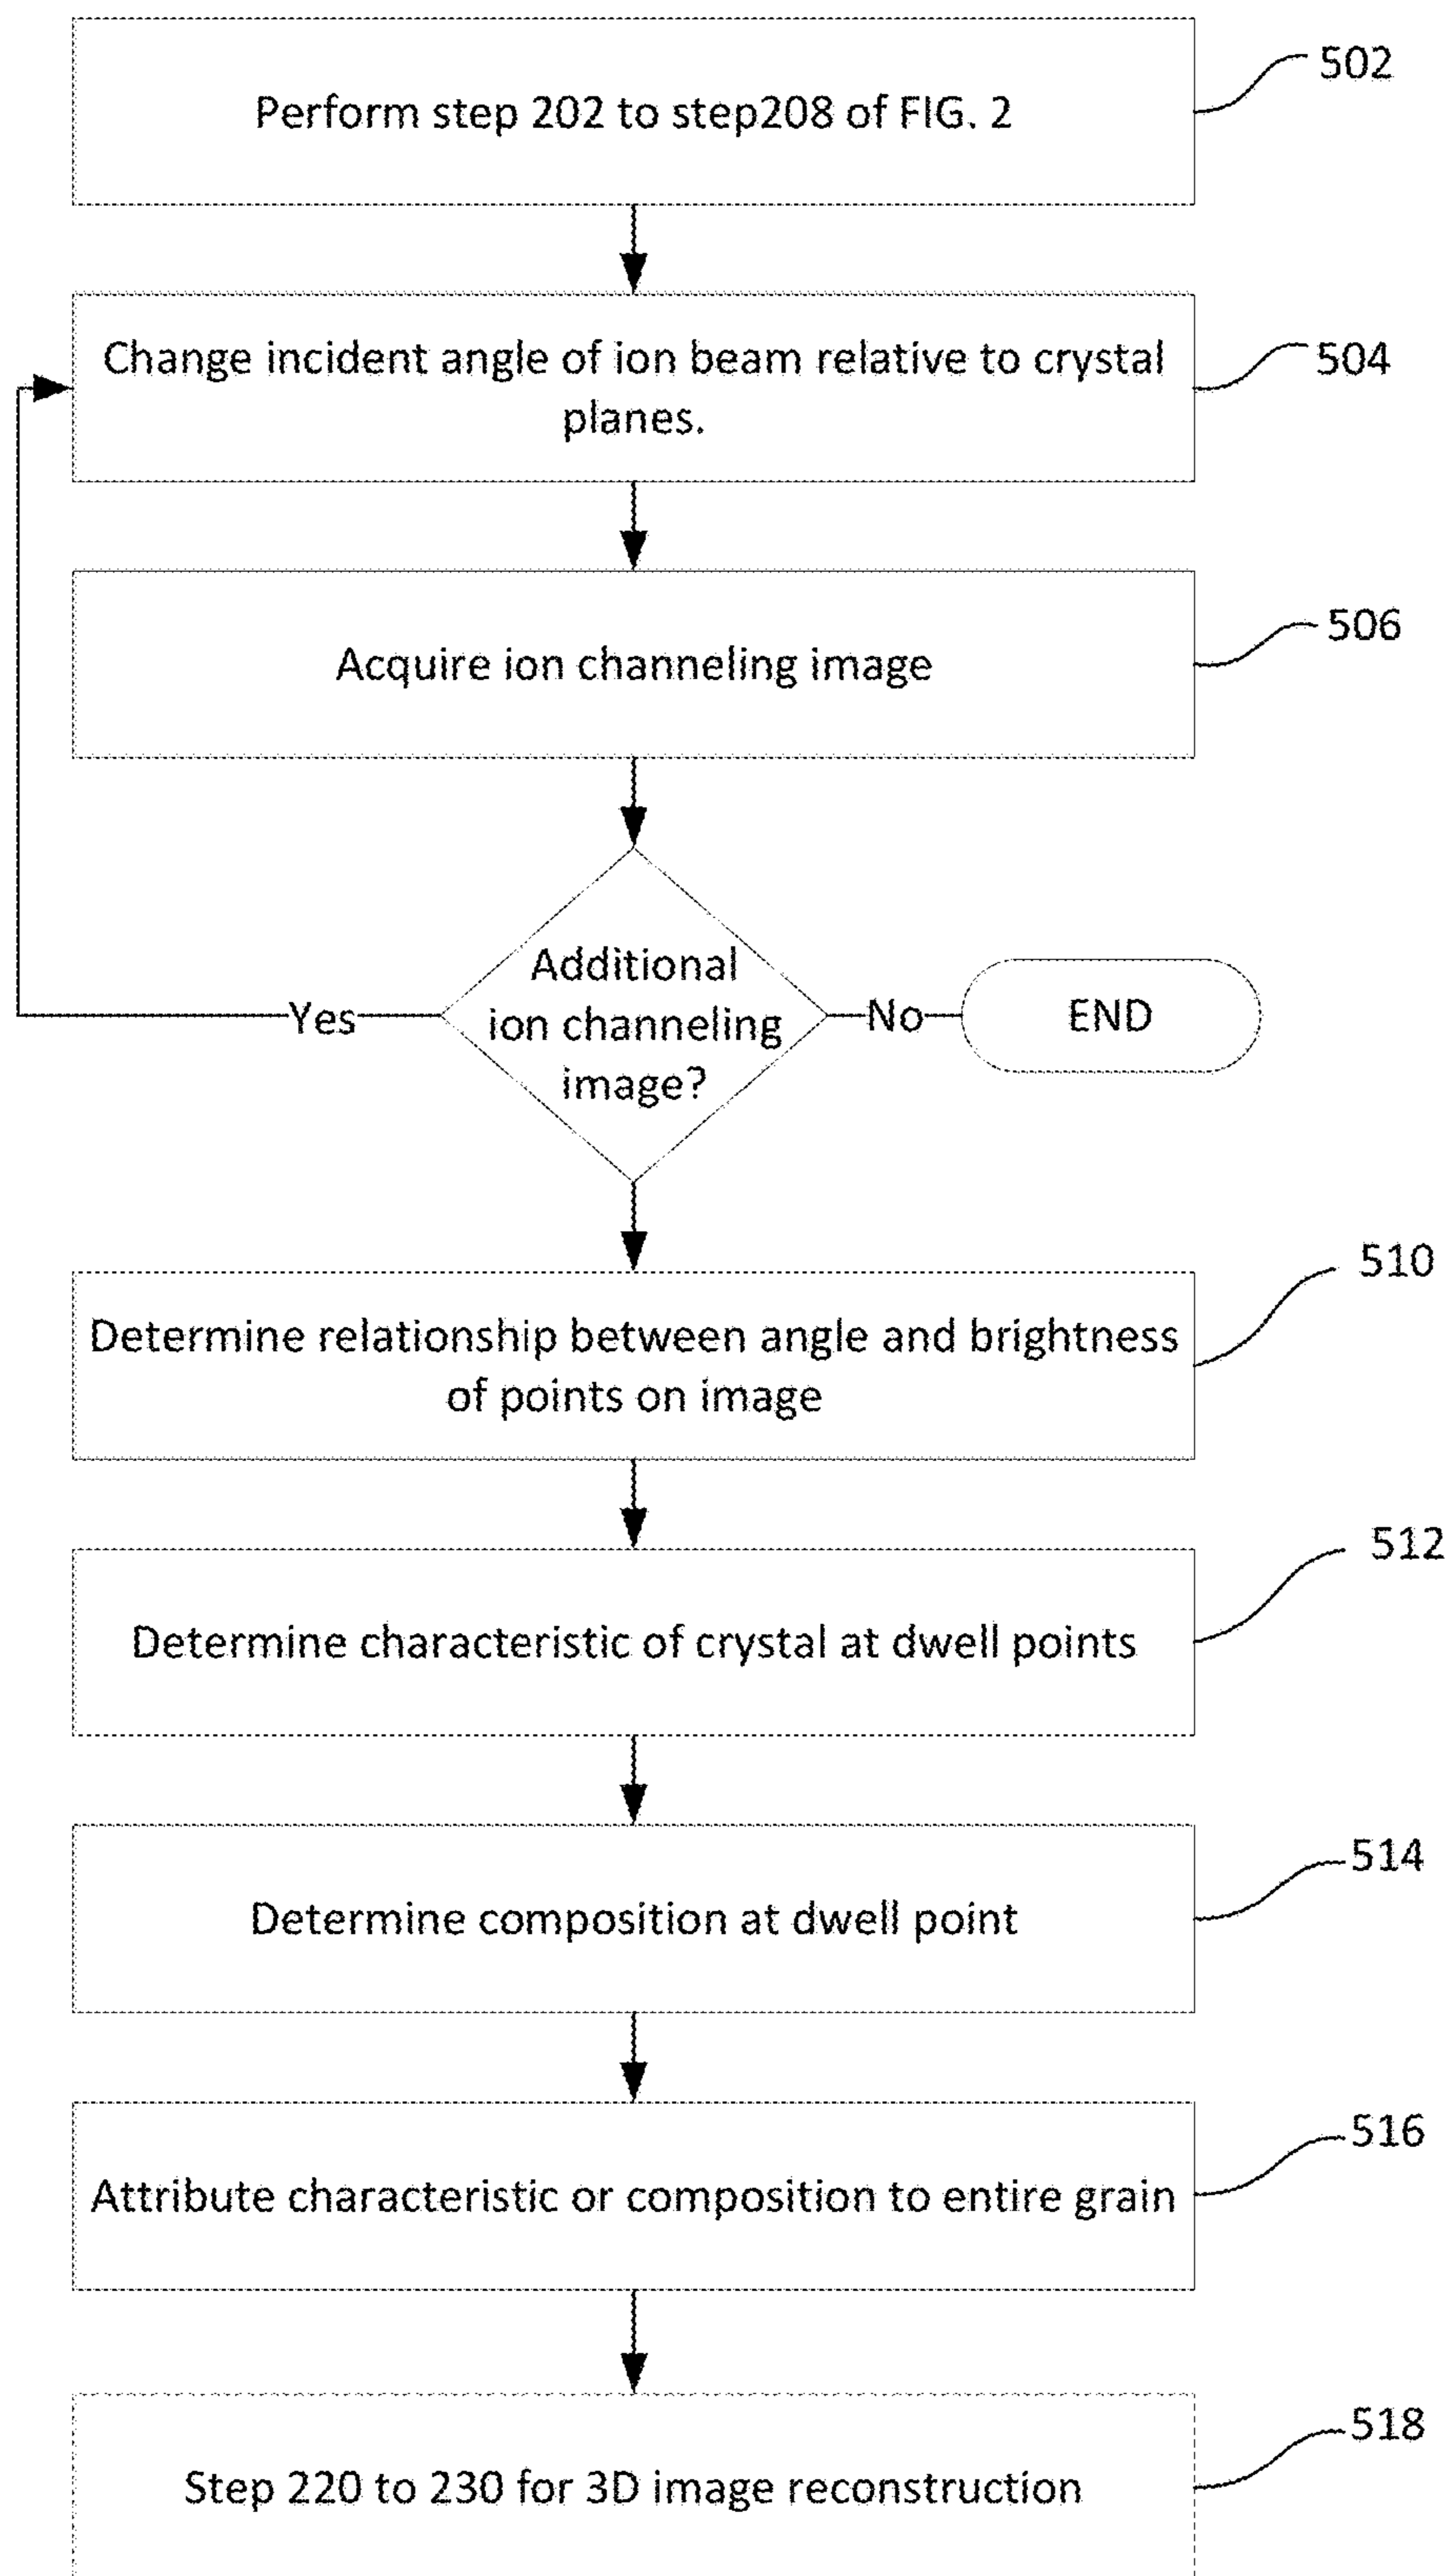 502
Perform step 202 to step208 of FIG. 2
Change incident angle of ion beam relative to crystal
planes.
504
506
Acquire ion channeling image
Additional
ion channeling
image?
Yes
No
END
510
Determine relationship between angle and brightness
of points on image
512
Determine characteristic of crystal at dwell points
514
Determine composition at dwell point
516
Attribute characteristic or composition to entire grain
518
Step 220 to 230 for 3D image reconstruction